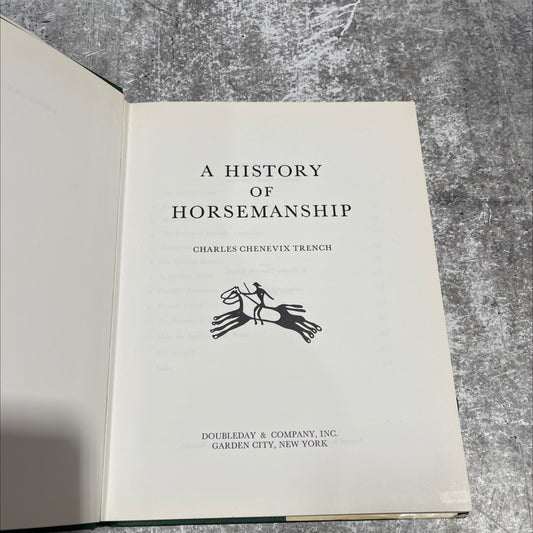 A HISTORY
OF
HORSEMANSHIP
CHARLES CHENEVIX TRENCH
DOUBLEDAY & COMPANY, INC.
GARDEN CITY, NEW YORK